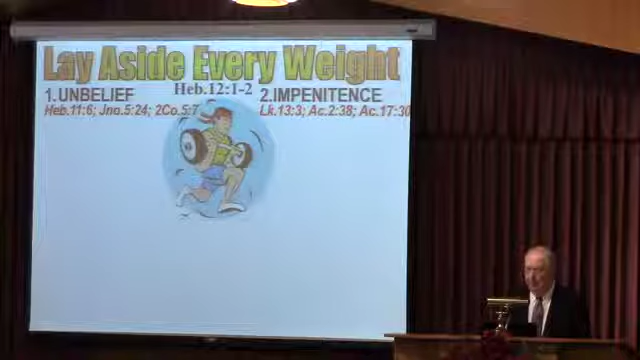 Lay Aside Every Weight
Heb.12:1-2
1.UNBELIEF 2.IMPENITENCE
Heb.11:6; Jno.5:24; 2Co.5:7 Lk.13:3; Ac.2:38; Ac.17:30